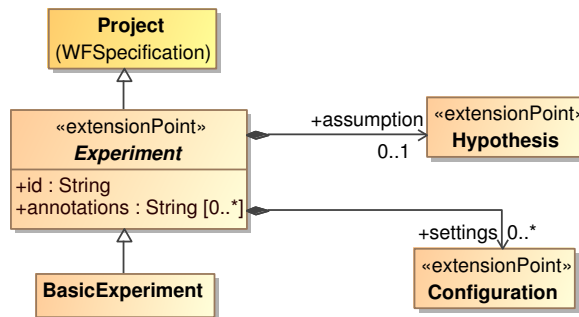 Project
(WFSpecification)
«extensionPoint»
Experiment
+id : String
+annotations : String [0..*]
+assumption
0..1
«extensionPoint»
Hypothesis
+settings 0..*
«extensionPoint»
Configuration
BasicExperiment